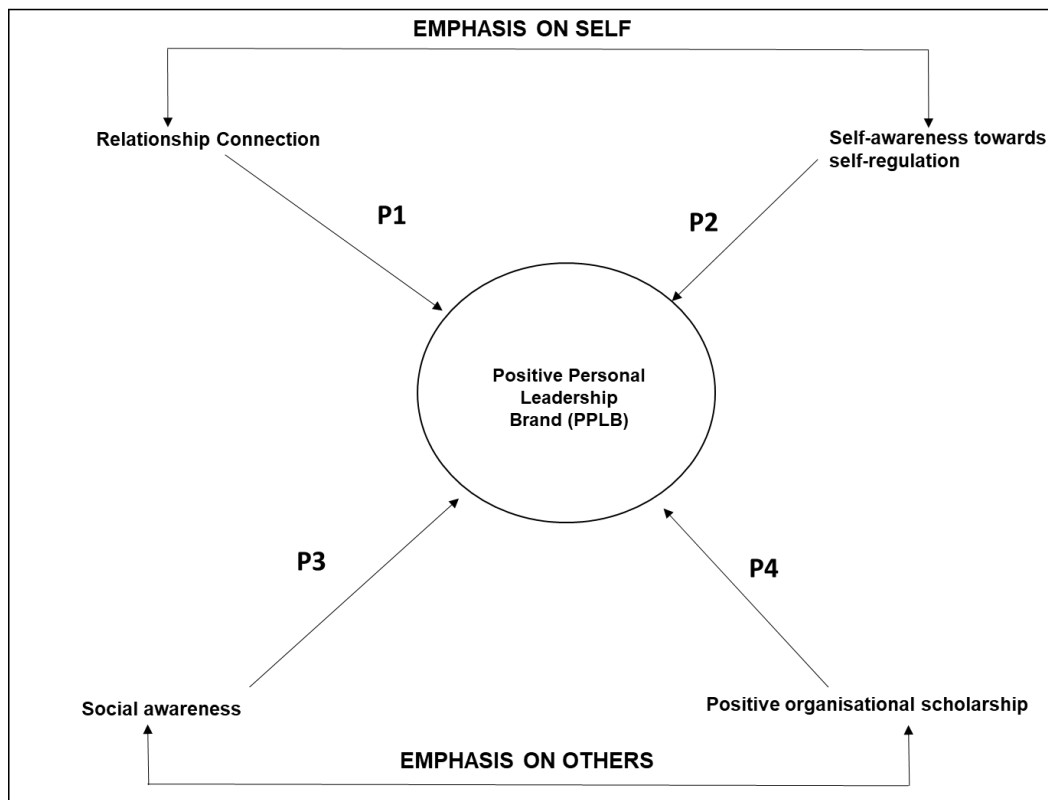 EMPHASIS ON SELF
Relationship Connection
Self-awareness towards
self-regulation
P1
P2
Positive Personal
Leadership
Brand (PPLB)
P3
P4
Social awareness
Positive organisational scholarship
EMPHASIS ON OTHERS